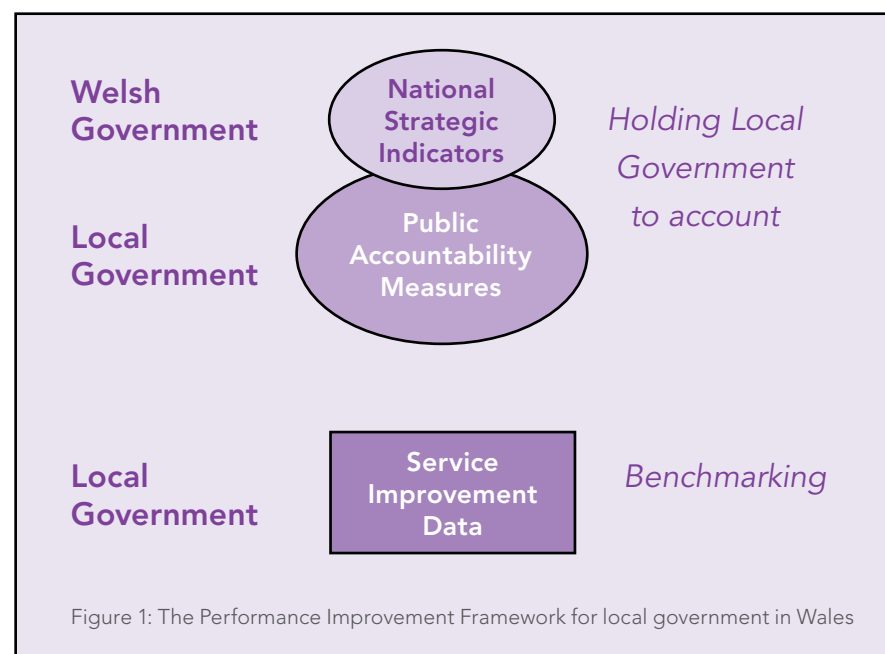 Welsh
Government
National
Strategic
Indicators
Holding Local
Government
to account
Local
Government
Public
Accountability
Measures
Local
Government
Service
Improvement
Data
Benchmarking
Figure 1: The Performance Improvement Framework for local government in Wales